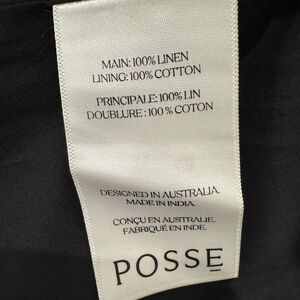 MAIN: 100% LINEN
LINING: 100% COTTON
PRINCIPALE: 100% LIN
DOUBLURE : 100 % COTON
DESIGNED IN AUSTRALIA.
MADE IN INDIA.
CONÇU EN AUSTRALIE.
FABRIQUÉ EN INDE.
POSSE